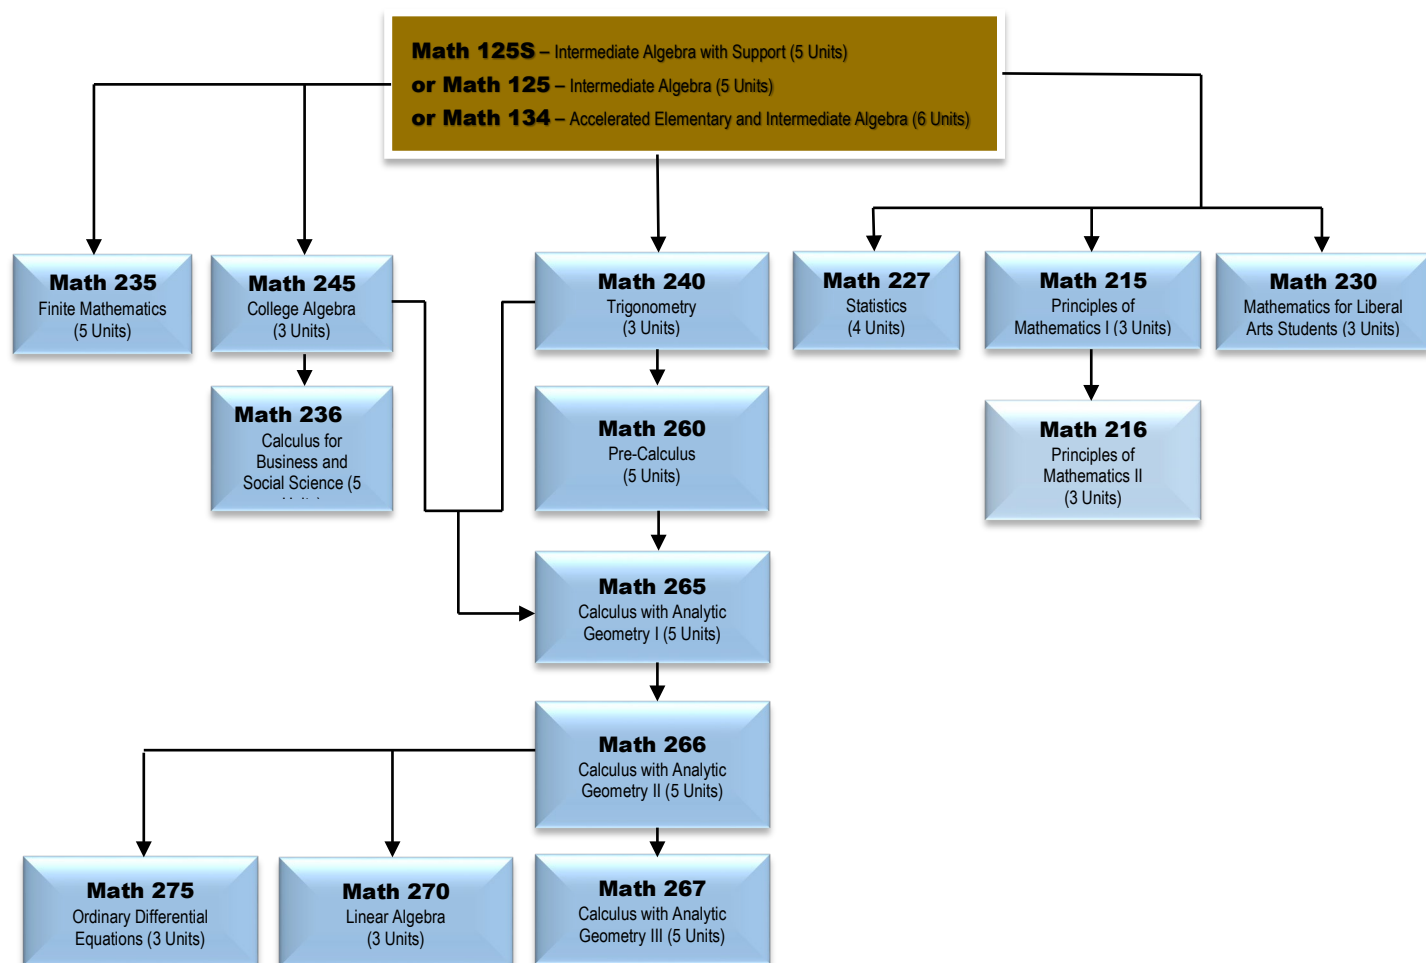 Math 125S – Intermediate Algebra with Support (5 Units)
or Math 125 – Intermediate Algebra (5 Units)
or Math 134 – Accelerated Elementary and Intermediate Algebra (6 Units)
Math 235
Finite Mathematics
(5 Units)
Math 245
College Algebra
(3 Units)
Math 240
Trigonometry
(3 Units)
Math 227
Statistics
(4 Units)
Math 215
Principles of
Mathematics I (3 Units)
Math 230
Mathematics for Liberal
Arts Students (3 Units)
Math 236
Calculus for
Business and
Social Science (5
Math 260
Pre-Calculus
(5 Units)
Math 216
Principles of
Mathematics II
(3 Units)
Math 265
Calculus with Analytic
Geometry I (5 Units)
Math 266
Calculus with Analytic
Geometry II (5 Units)
Math 275
Ordinary Differential
Equations (3 Units)
Math 270
Linear Algebra
(3 Units)
Math 267
Calculus with Analytic
Geometry III (5 Units)